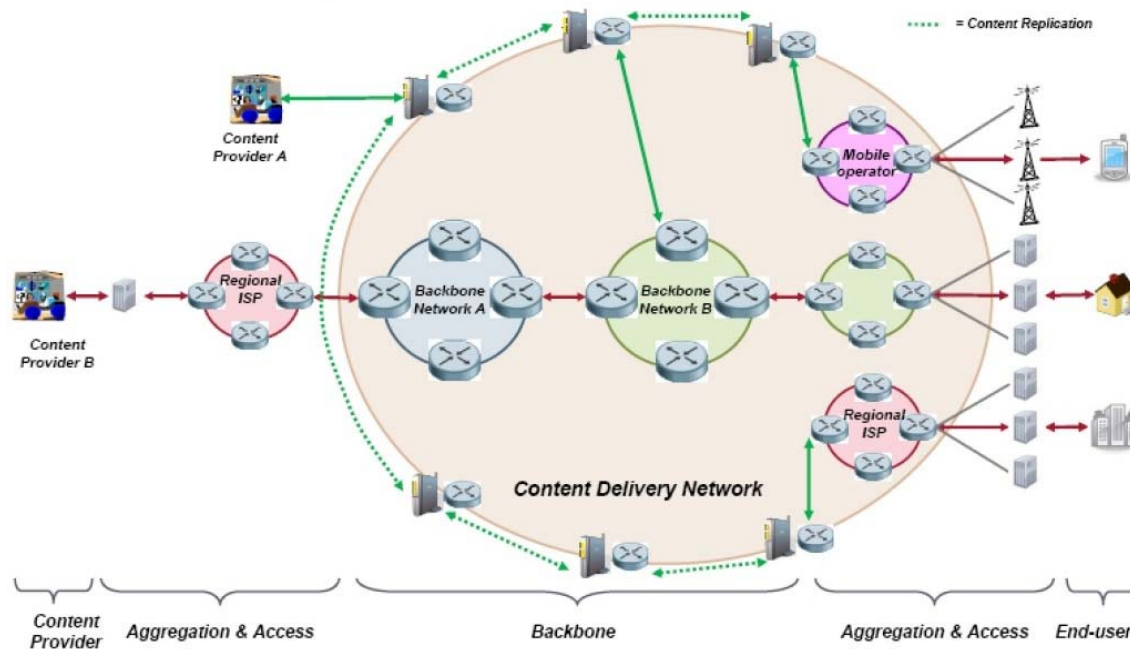 = Content Replication
Content
Provider A
Mobile
operator
Regional
ISP
Backbone
Network A
Backbone
Network B
Content
Provider B
Regional
ISP
Content Delivery Network
Content
Provider
Aggregation & Access
Backbone
Aggregation & Access
End-user